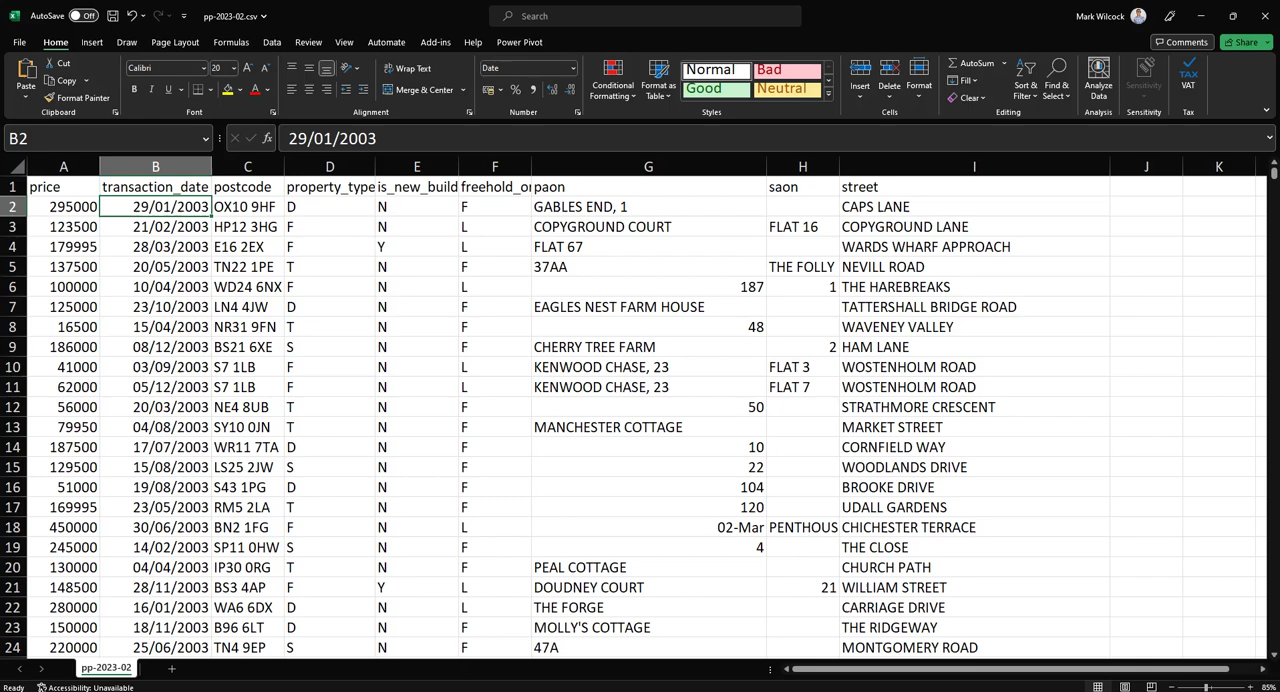 AutoSave Off pp-2023-02.csv Search Mark Wilcock
File Home Insert Draw Page Layout Formulas Data Review View Automate Add-ins Help Power Pivot Comments Share
Paste Cut Copy Format Painter Clipboard
Calibri 20 A A B I U A Font
Wrap Text Merge & Center Alignment
Date % Number
Conditional Formatting Format as Table Normal Bad Good Neutral Styles
Insert Delete Format Cells
AutoSum Fill Clear Sort & Filter Find & Select Editing
Analyze Data Analysis Sensitivity Sensitivity TAX VAT Tax
B2 fx 29/01/2003
A B C D E F G H I J K
1 price transaction_date postcode property_type is_new_build freehold_or paon saon street
2 295000 29/01/2003 OX10 9HF D N F GABLES END, 1 CAPS LANE
3 123500 21/02/2003 HP12 3HG F N L COPYGROUND COURT FLAT 16 COPYGROUND LANE
4 179995 28/03/2003 E16 2EX F Y L FLAT 67 WARDS WHARF APPROACH
5 137500 20/05/2003 TN22 1PE T N F 37AA THE FOLLY NEVILL ROAD
6 100000 10/04/2003 WD24 6NX F N L 187 1 THE HAREBREAKS
7 125000 23/10/2003 LN4 4JW D N F EAGLES NEST FARM HOUSE TATTERSHALL BRIDGE ROAD
8 16500 15/04/2003 NR31 9FN T N F 48 WAVENEY VALLEY
9 186000 08/12/2003 BS21 6XE S N F CHERRY TREE FARM 2 HAM LANE
10 41000 03/09/2003 S7 1LB F N L KENWOOD CHASE, 23 FLAT 3 WOSTENHOLM ROAD
11 62000 05/12/2003 S7 1LB F N L KENWOOD CHASE, 23 FLAT 7 WOSTENHOLM ROAD
12 56000 20/03/2003 NE4 8UB T N F 50 STRATHMORE CRESCENT
13 79950 04/08/2003 SY10 0JN T N F MANCHESTER COTTAGE MARKET STREET
14 187500 17/07/2003 WR11 7TA D N F 10 CORNFIELD WAY
15 129500 15/08/2003 LS25 2JW S N F 22 WOODLANDS DRIVE
16 51000 19/08/2003 S43 1PG D N F 104 BROOKE DRIVE
17 169995 23/05/2003 RM5 2LA T N F 120 UDALL GARDENS
18 450000 30/06/2003 BN2 1FG F N L 02-Mar PENTHOUS CHICHESTER TERRACE
19 245000 14/02/2003 SP11 0HW S N F 4 THE CLOSE
20 130000 04/04/2003 IP30 0RG T N F PEAL COTTAGE CHURCH PATH
21 148500 28/11/2003 BS3 4AP F Y L DOUDNEY COURT 21 WILLIAM STREET
22 280000 16/01/2003 WA6 6DX D N L THE FORGE CARRIAGE DRIVE
23 150000 18/11/2003 B96 6LT D N F MOLLY'S COTTAGE THE RIDGEWAY
24 220000 25/06/2003 TN4 9EP S N F 47A MONTGOMERY ROAD
pp-2023-02
Ready Accessibility: Unavailable 85%